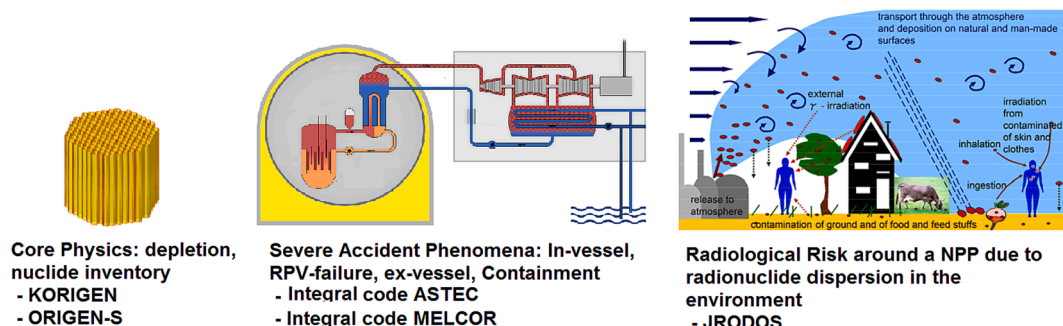 transport through the atmosphere
and deposition on natural and man-made
surfaces
external
γ - irradiation
irradiation
from
contaminated
of skin and
clothes
inhalation
ingestion
release to
atmosphere
contamination of ground and of food and feed stuffs
Core Physics: depletion,
nuclide inventory
- KORIGEN
- ORIGEN-S
Severe Accident Phenomena: In-vessel,
RPV-failure, ex-vessel, Containment
- Integral code ASTEC
- Integral code MELCOR
Radiological Risk around a NPP due to
radionuclide dispersion in the
environment
- JRODOS